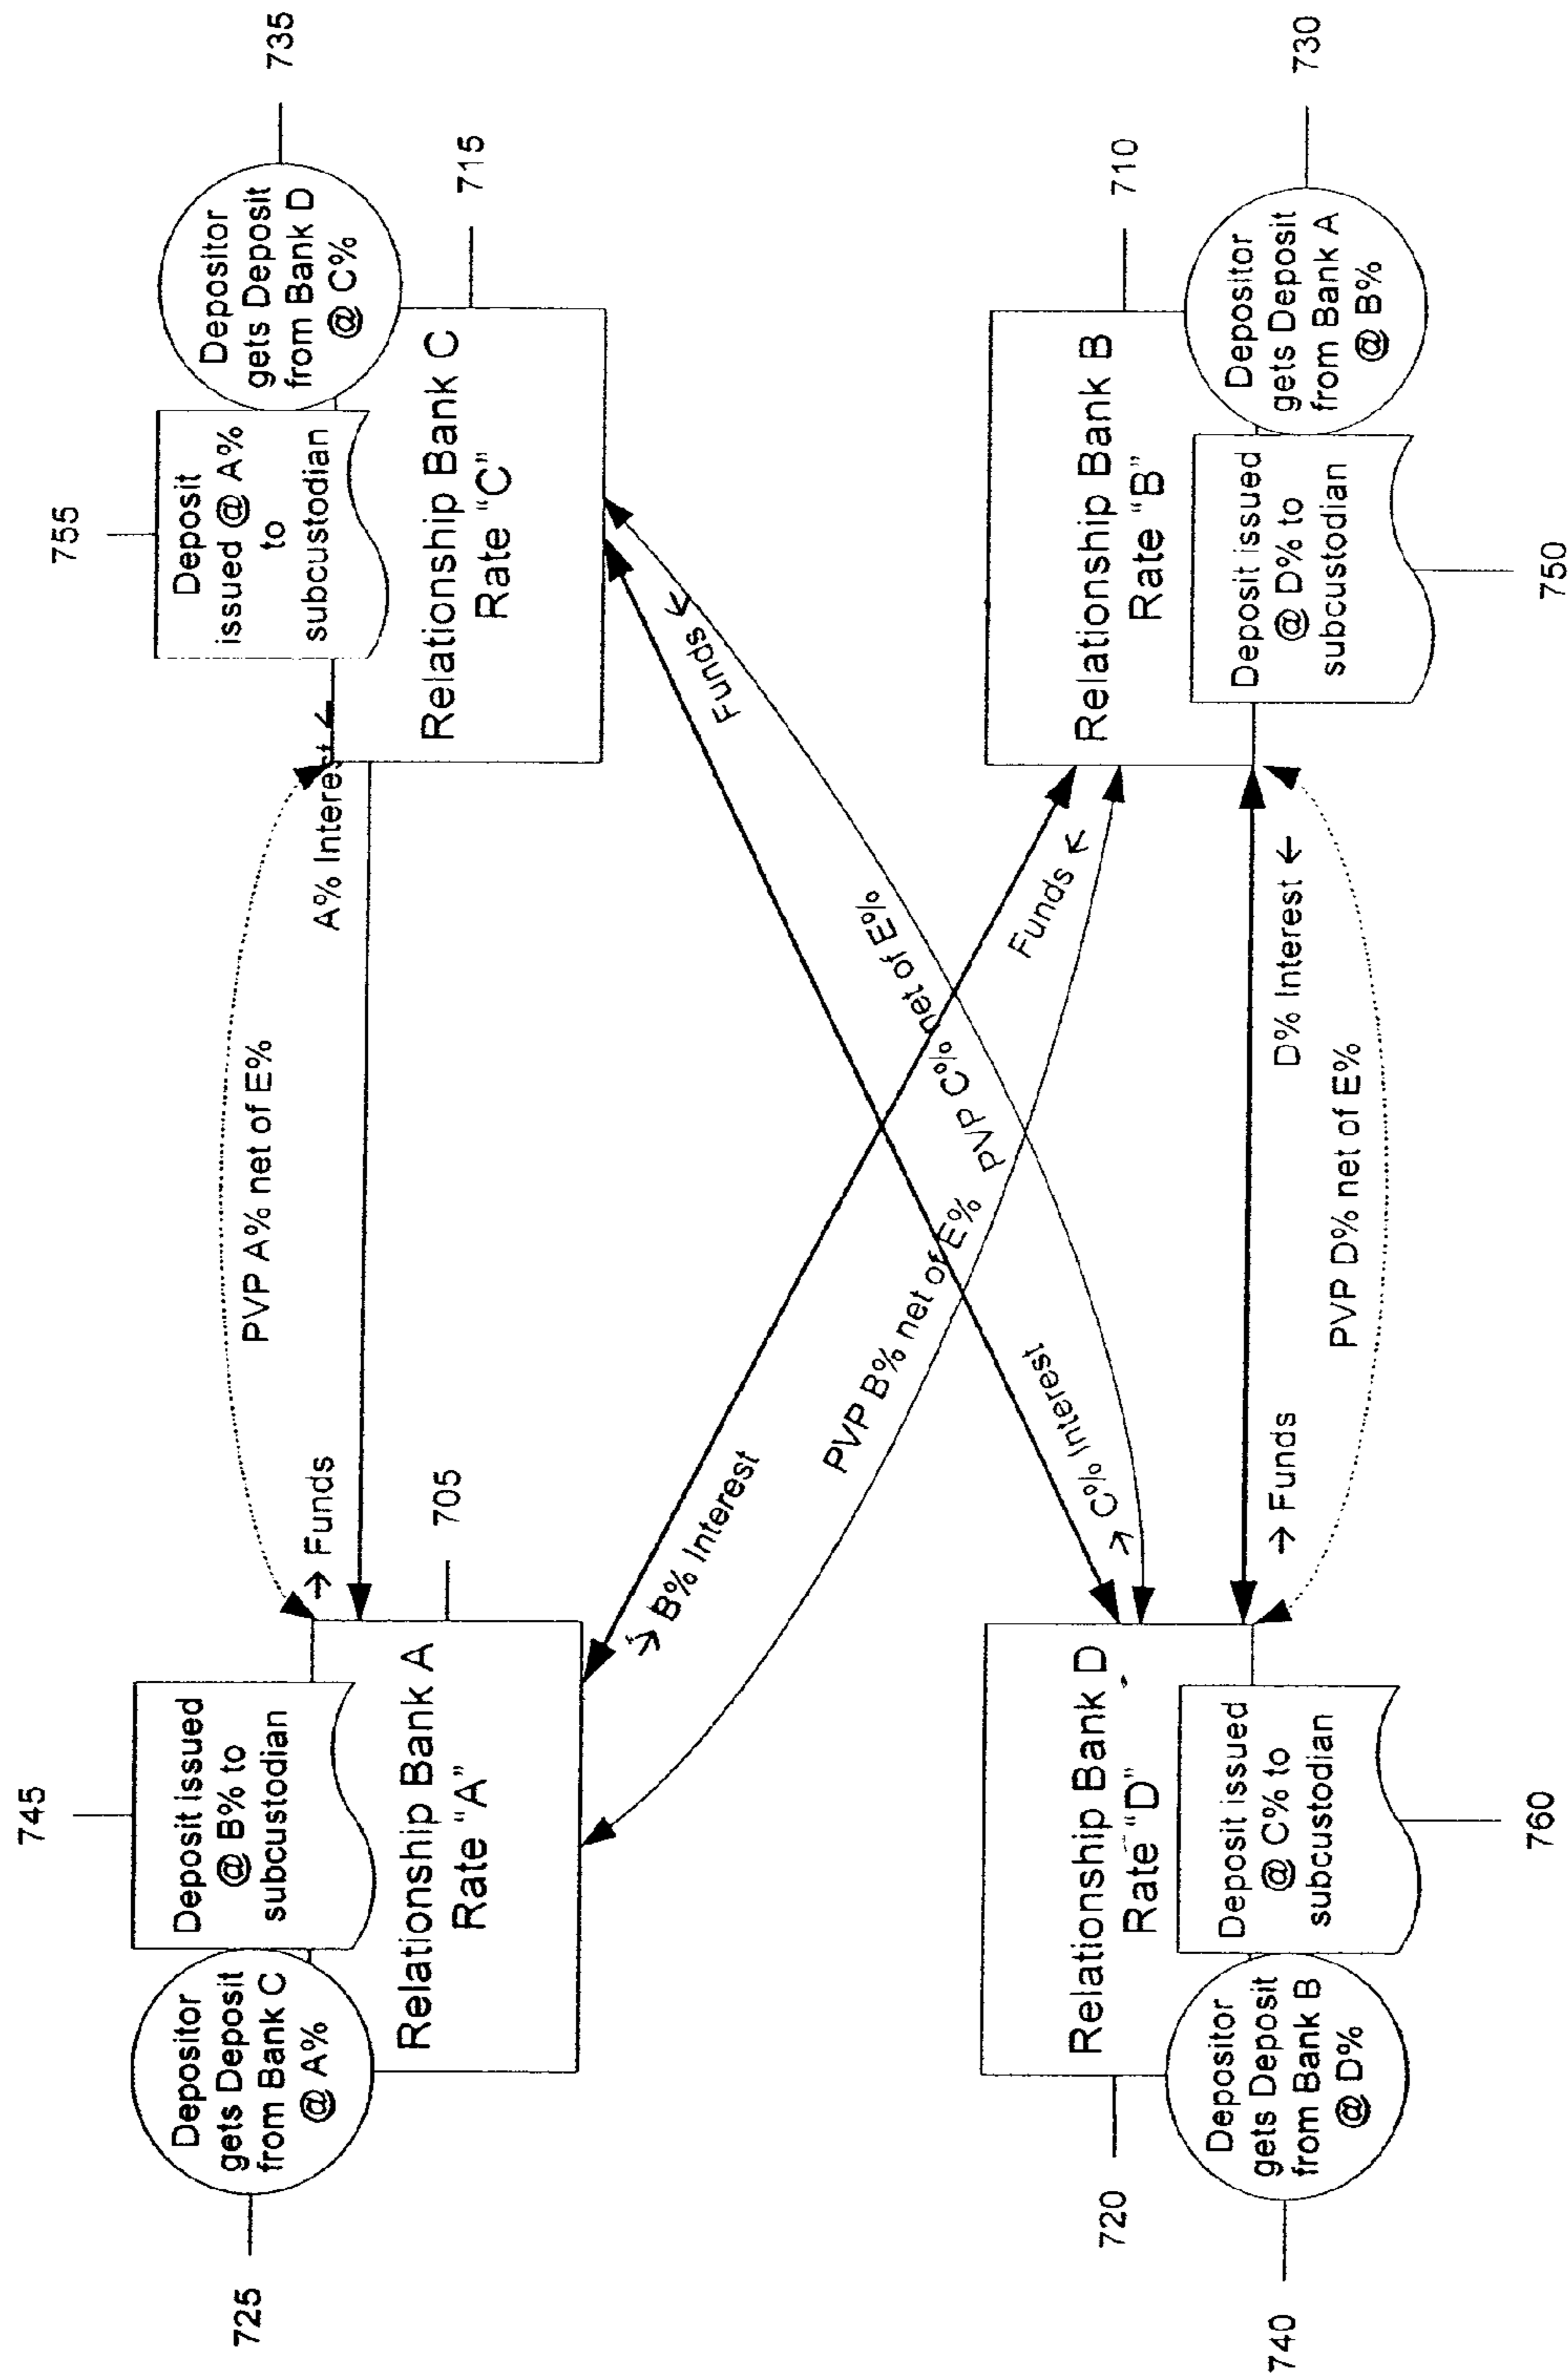 745
Deposit issued
@ B% to
subcustodian
Depositor
gets Deposit
from Bank C
@ A%
725
Relationship Bank A
Rate “A”
705
→ Funds
PVP A% net of E%
A% Interest ←
755
Deposit
issued @ A%
to
subcustodian
Depositor
gets Deposit
from Bank D
@ C%
735
Relationship Bank C
Rate “C”
715
→ B% Interest
Funds ←
PVP B% net of E%
PVP C% net of E%
→ C% Interest
Funds ←
Relationship Bank D
Rate “D”
720
Deposit issued
@ C% to
subcustodian
760
Depositor
gets Deposit
from Bank B
@ D%
740
→ Funds
D% Interest ←
PVP D% net of E%
Relationship Bank B
Rate “B”
710
Deposit issued
@ D% to
subcustodian
750
Depositor
gets Deposit
from Bank A
@ B%
730